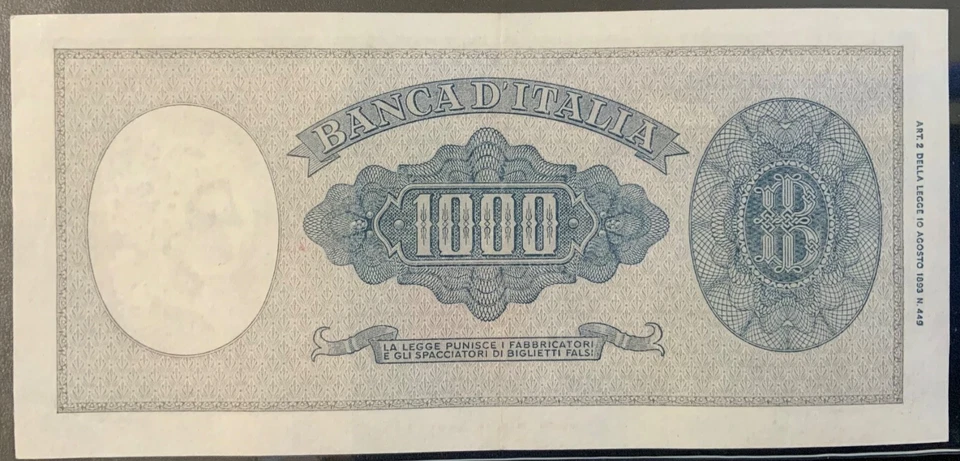 BANCA D'ITALIA
1000
LA LEGGE PUNISCE I FABBRICATORI
E GLI SPACCIATORI DI BIGLIETTI FALSI
ART. 2 DELLA LEGGE 10 AGOSTO 1893 N. 449